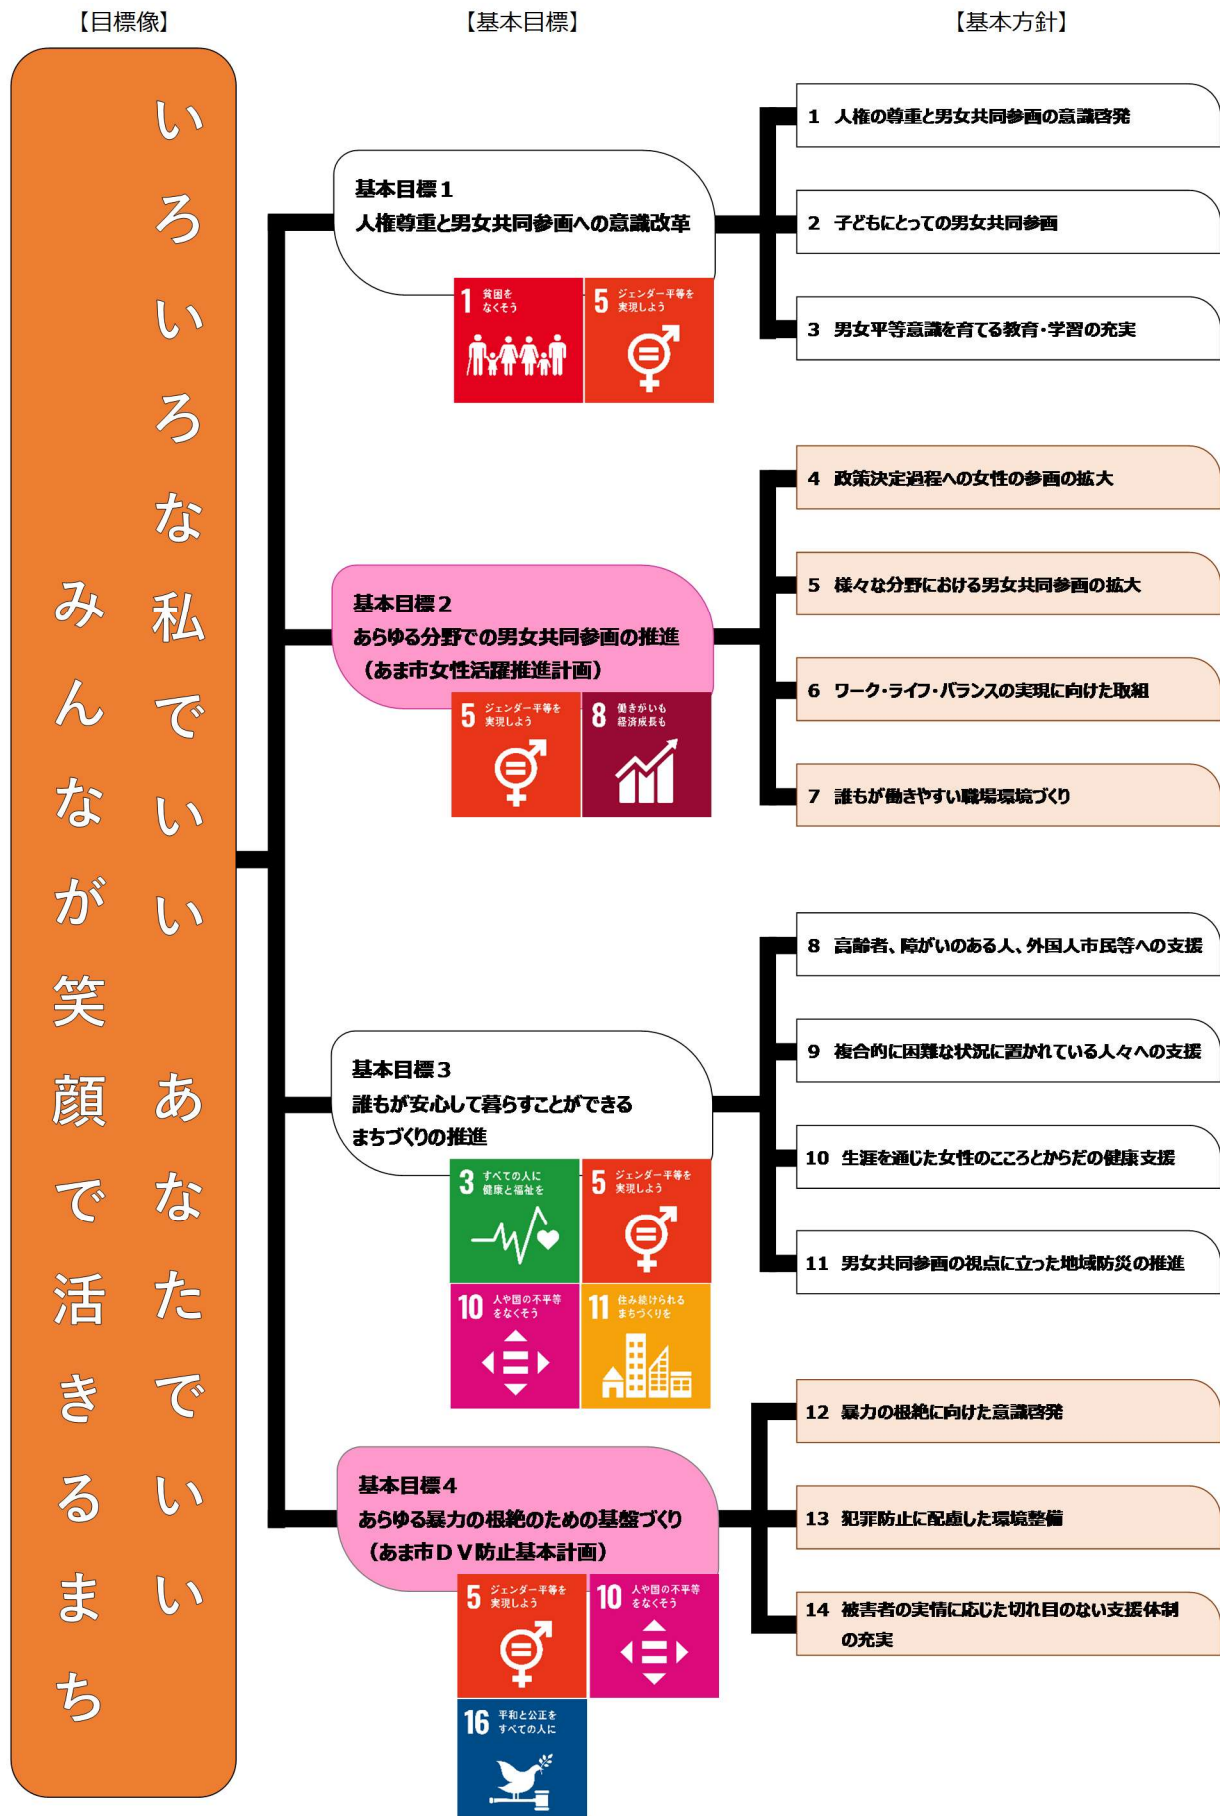 【目標像】
【基本目標】
【基本方針】
いろいろな私でいい　あなたでいい
みんなが笑顔で活きるまち
基本目標１
人権尊重と男女共同参画への意識改革
1 貧困を
なくそう
5 ジェンダー平等を
実現しよう
1 人権の尊重と男女共同参画の意識啓発
2 子どもにとっての男女共同参画
3 男女平等意識を育てる教育・学習の充実
基本目標２
あらゆる分野での男女共同参画の推進
（あま市女性活躍推進計画）
5 ジェンダー平等を
実現しよう
8 働きがいも
経済成長も
4 政策決定過程への女性の参画の拡大
5 様々な分野における男女共同参画の拡大
6 ワーク・ライフ・バランスの実現に向けた取組
7 誰もが働きやすい職場環境づくり
基本目標３
誰もが安心して暮らすことができる
まちづくりの推進
3 すべての人に
健康と福祉を
5 ジェンダー平等を
実現しよう
10 人や国の不平等
をなくそう
11 住み続けられる
まちづくりを
8 高齢者、障がいのある人、外国人市民等への支援
9 複合的に困難な状況に置かれている人々への支援
10 生涯を通じた女性のこころとからだの健康支援
11 男女共同参画の視点に立った地域防災の推進
基本目標４
あらゆる暴力の根絶のための基盤づくり
（あま市ＤＶ防止基本計画）
5 ジェンダー平等を
実現しよう
10 人や国の不平等
をなくそう
16 平和と公正を
すべての人に
12 暴力の根絶に向けた意識啓発
13 犯罪防止に配慮した環境整備
14 被害者の実情に応じた切れ目のない支援体制
の充実